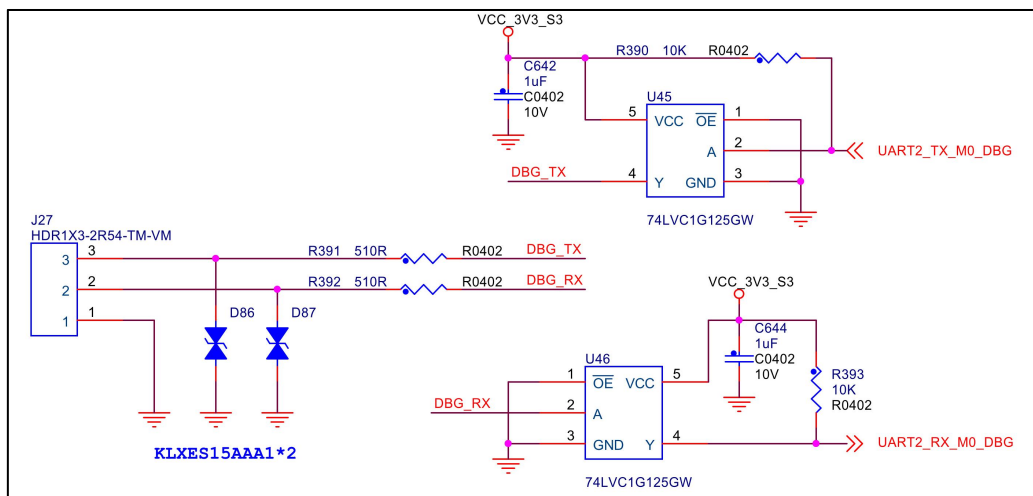 VCC_3V3_S3
R390 10K R0402
C642
1uF
C0402
10V
U45
5 VCC OE 1
A 2
UART2_TX_M0_DBG
DBG_TX 4 Y GND 3
74LVC1G125GW
J27
HDR1X3-2R54-TM-VM
3 3 R391 510R R0402 DBG_TX
2 2 R392 510R R0402 DBG_RX
1 1
D86 D87
KLXES15AAA1*2
VCC_3V3_S3
C644
1uF
C0402
10V
R393
10K
R0402
U46
1 OE VCC 5
DBG_RX 2 A
3 GND Y 4
UART2_RX_M0_DBG
74LVC1G125GW